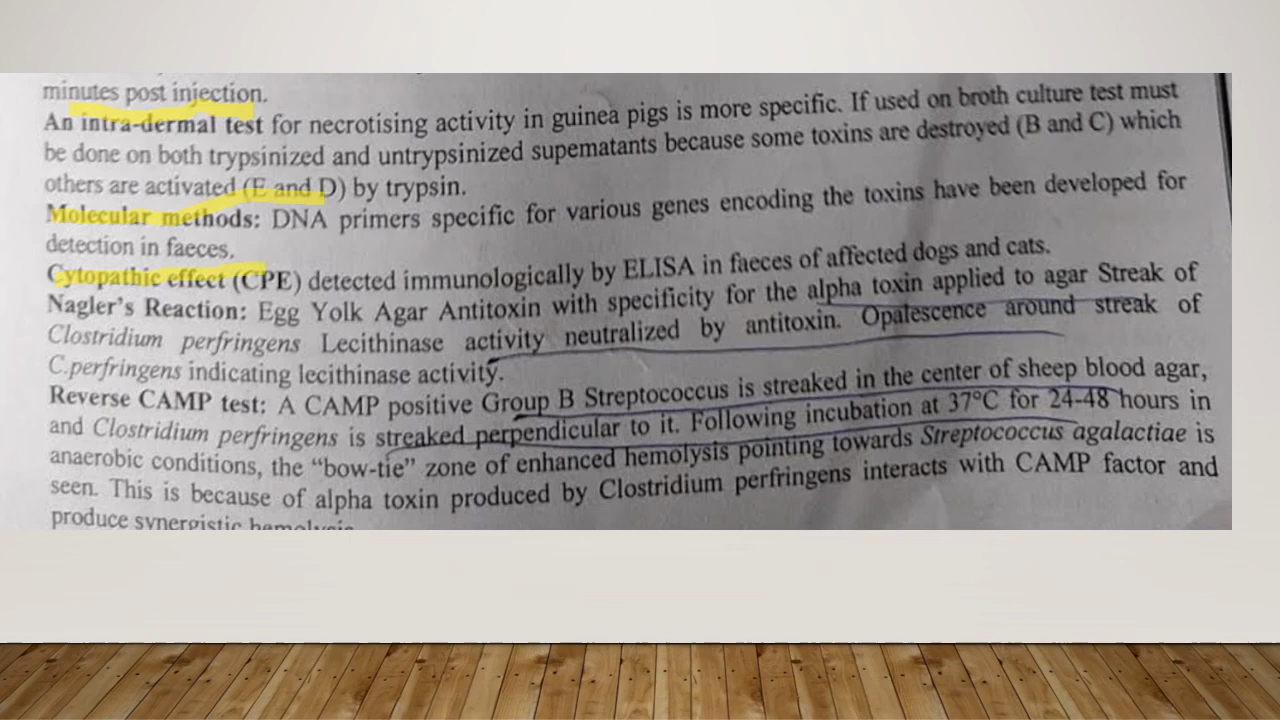 minutes post injection.
An intra-dermal test for necrotising activity in guinea pigs is more specific. If used on broth culture test must
be done on both trypsinized and untrypsinized supematants because some toxins are destroyed (B and C) which
others are activated (E and D) by trypsin.
Molecular methods: DNA primers specific for various genes encoding the toxins have been developed for
detection in faeces.
Cytopathic effect (CPE) detected immunologically by ELISA in faeces of affected dogs and cats.
Nagler's Reaction: Egg Yolk Agar Antitoxin with specificity for the alpha toxin applied to agar Streak of
Clostridium perfringens Lecithinase activity neutralized by antitoxin. Opalescence around streak of
C.perfringens indicating lecithinase activity.
Reverse CAMP test: A CAMP positive Group B Streptococcus is streaked in the center of sheep blood agar,
and Clostridium perfringens is streaked perpendicular to it. Following incubation at 37°C for 24-48 hours in
anaerobic conditions, the “bow-tie” zone of enhanced hemolysis pointing towards Streptococcus agalactiae is
seen. This is because of alpha toxin produced by Clostridium perfringens interacts with CAMP factor and
produce synergistic hemolysis